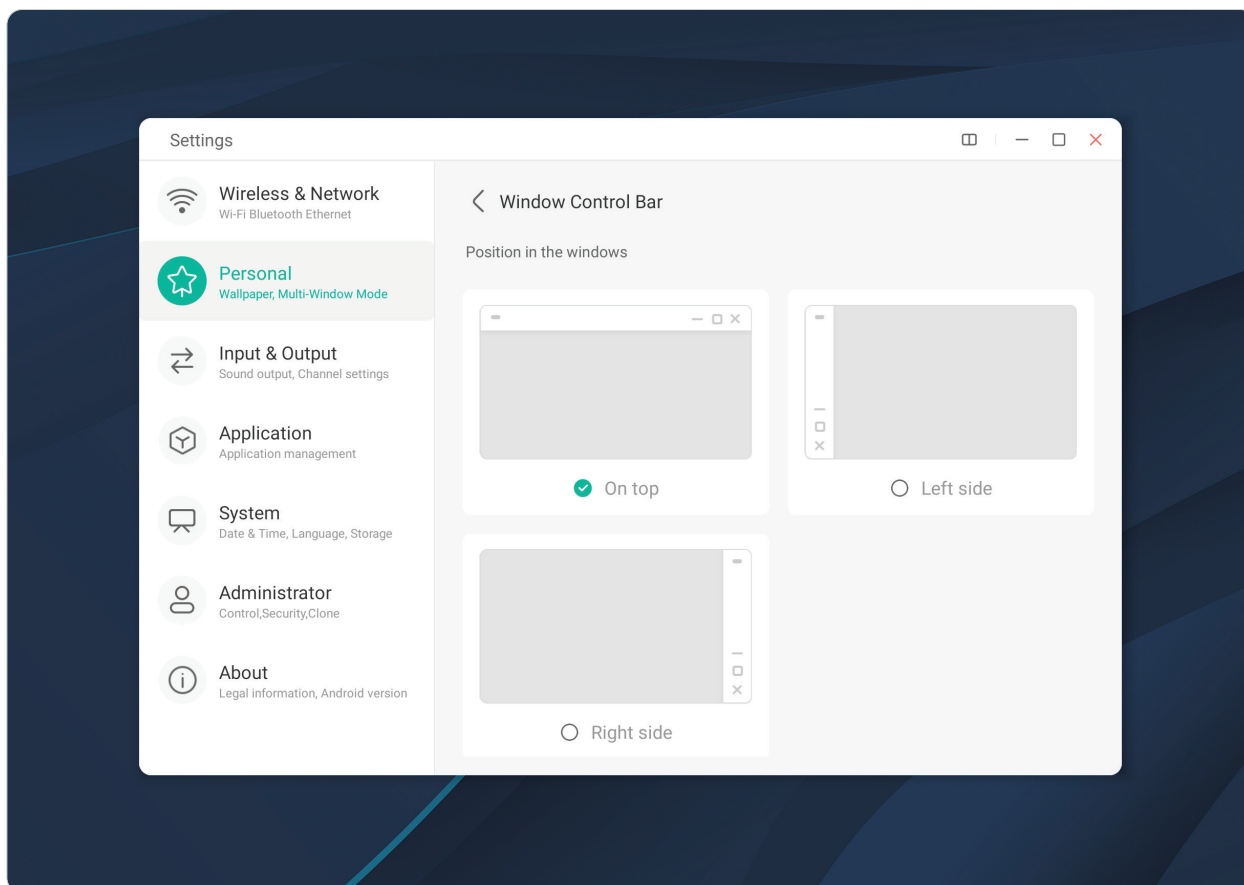 Settings
Wireless & Network
Wi-Fi Bluetooth Ethernet
Personal
Wallpaper, Multi-Window Mode
Input & Output
Sound output, Channel settings
Application
Application management
System
Date & Time, Language, Storage
Administrator
Control,Security,Clone
About
Legal information, Android version
Window Control Bar
Position in the windows
On top
Left side
Right side